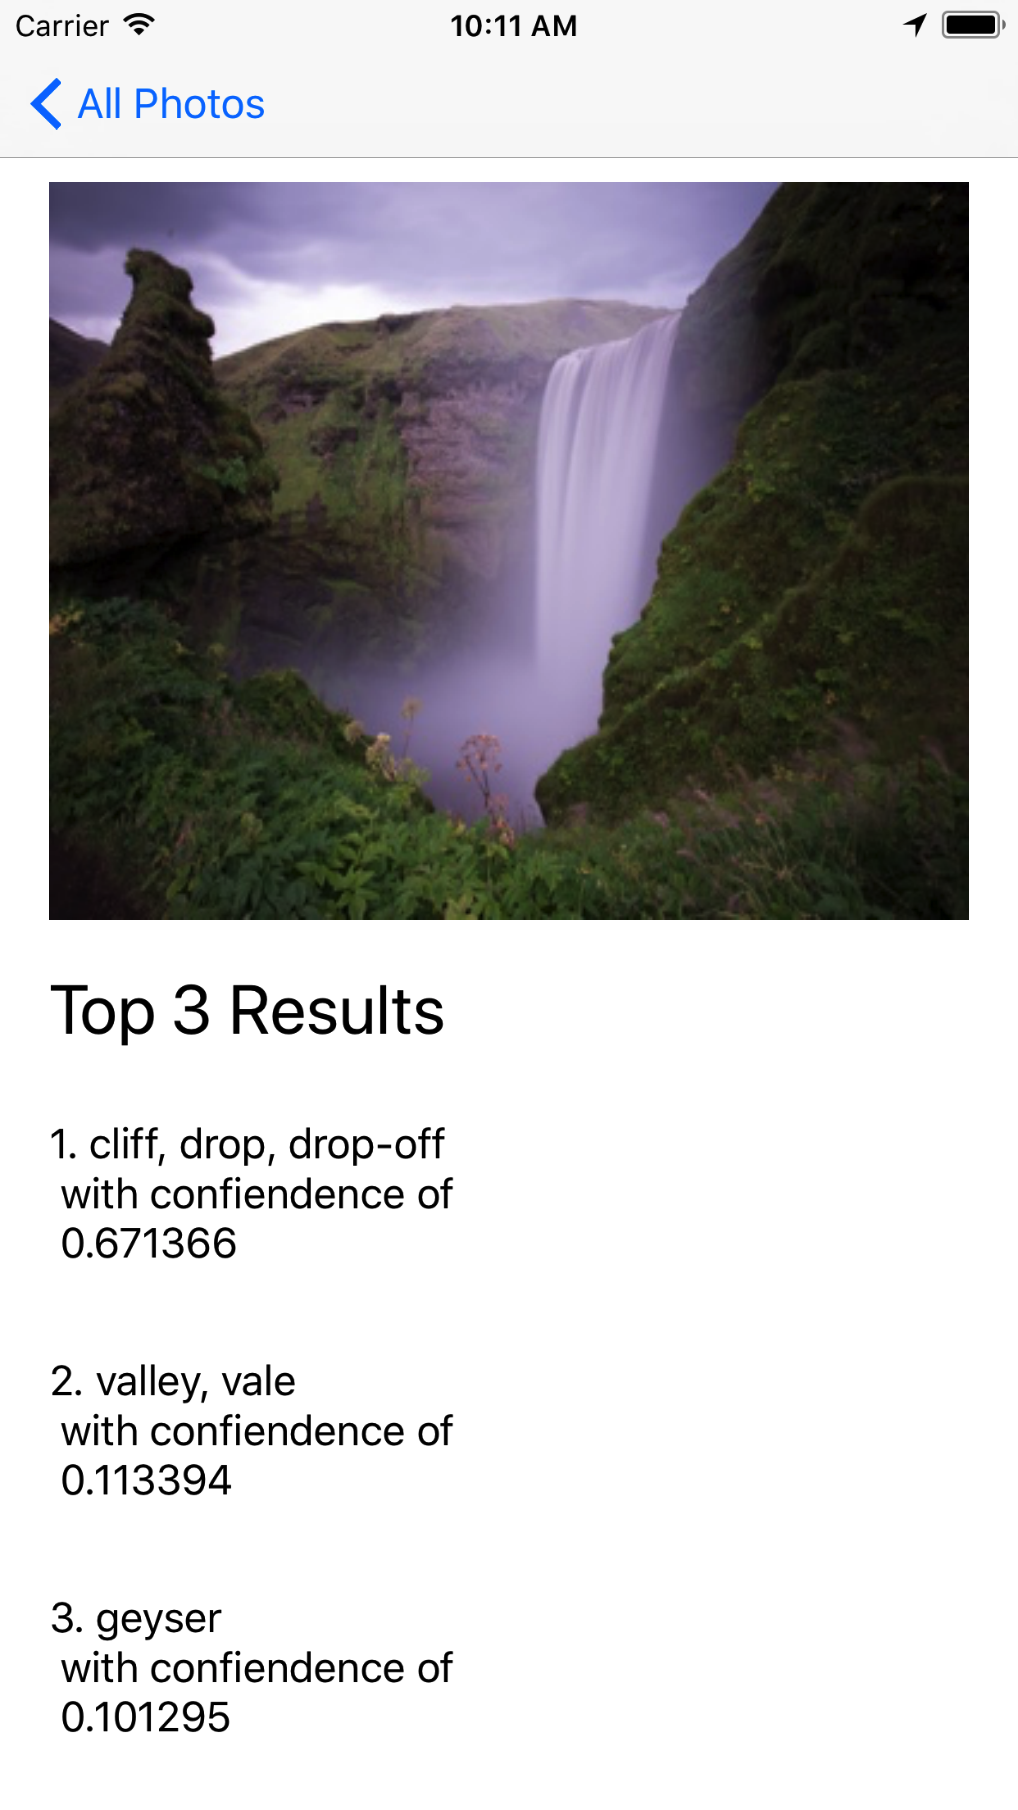 Carrier 10:11 AM
All Photos
Top 3 Results
1. cliff, drop, drop-off
with confiendence of
0.671366
2. valley, vale
with confiendence of
0.113394
3. geyser
with confiendence of
0.101295